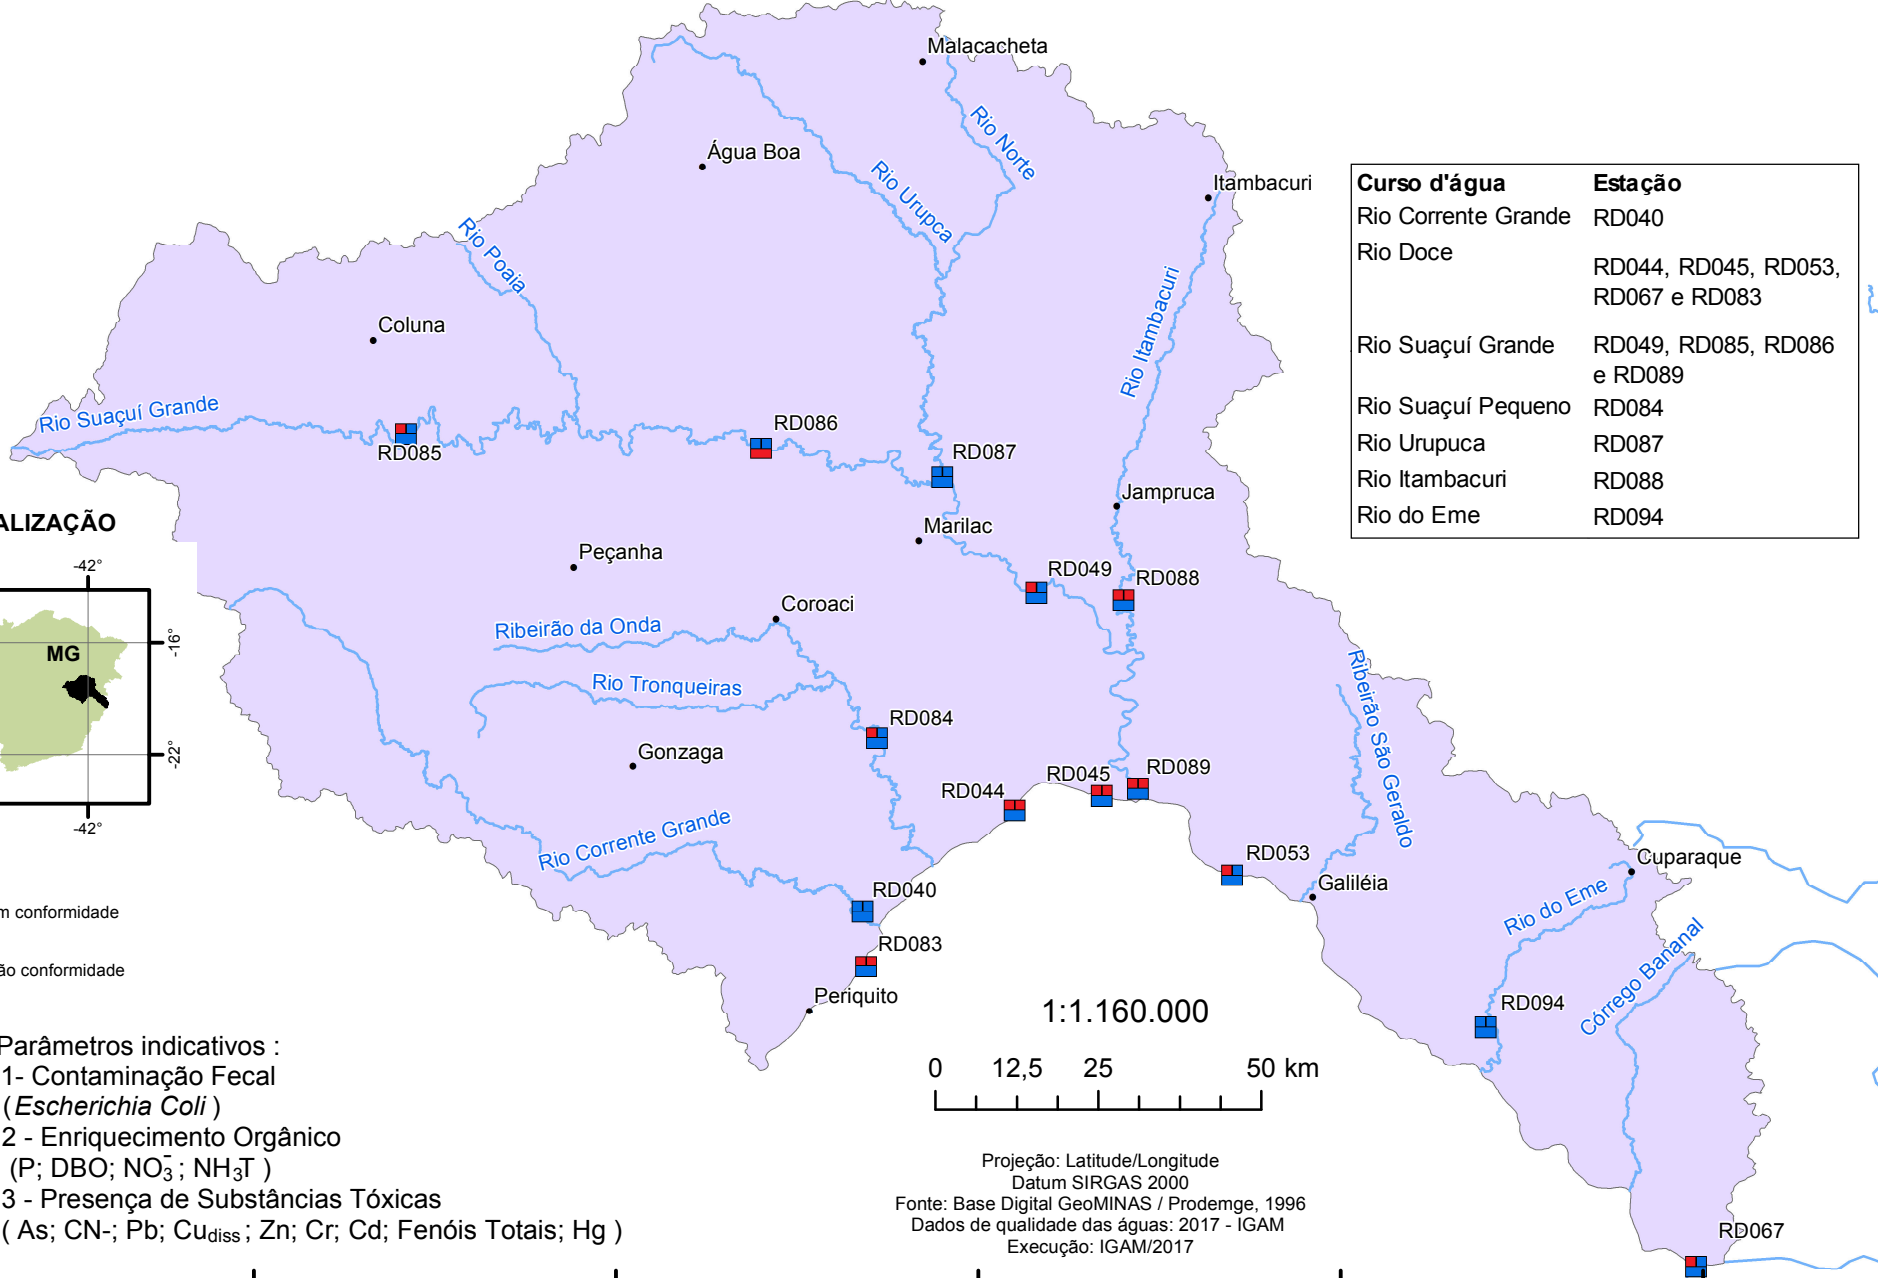 Malacacheta
Rio Norte
Água Boa
Rio Urupca
Itambacuri
Rio Poaia
Rio Itambacuri
Coluna
Rio Suaçuí Grande
RD085
RD086
RD087
Jampruca
Marilac
Peçanha
RD049
RD088
Coroaci
Ribeirão da Onda
Rio Tronqueiras
Ribeirão São Geraldo
RD084
Gonzaga
RD044
RD045
RD089
Rio Corrente Grande
RD053
Galiléia
Cuparaque
RD040
Rio do Eme
RD083
Córrego Bananal
Periquito
RD094
RD067
Curso d'água Estação
Rio Corrente Grande RD040
Rio Doce
RD044, RD045, RD053,
RD067 e RD083
Rio Suaçuí Grande RD049, RD085, RD086
e RD089
Rio Suaçuí Pequeno RD084
Rio Urupuca RD087
Rio Itambacuri RD088
Rio do Eme RD094
ALIZAÇÃO
-42°
-16°
MG
-22°
-42°
m conformidade
ão conformidade
Parâmetros indicativos :
1- Contaminação Fecal
(Escherichia Coli )
2 - Enriquecimento Orgânico
(P; DBO; NO₃⁻; NH₃T )
3 - Presença de Substâncias Tóxicas
( As; CN-; Pb; Cudiss ; Zn; Cr; Cd; Fenóis Totais; Hg )
1:1.160.000
0 12,5 25 50 km
Projeção: Latitude/Longitude
Datum SIRGAS 2000
Fonte: Base Digital GeoMINAS / Prodemge, 1996
Dados de qualidade das águas: 2017 - IGAM
Execução: IGAM/2017